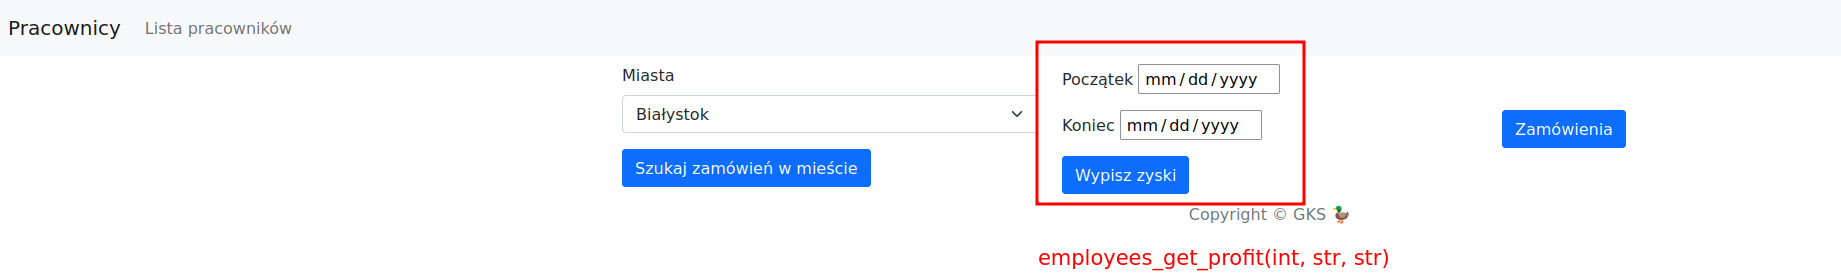 Pracownicy Lista pracowników
Miasta
Białystok
Szukaj zamówień w mieście
Początek mm/dd/yyyy
Koniec mm/dd/yyyy
Wypisz zyski
Zamówienia
Copyright © GKS 🦆
employees_get_profit(int, str, str)